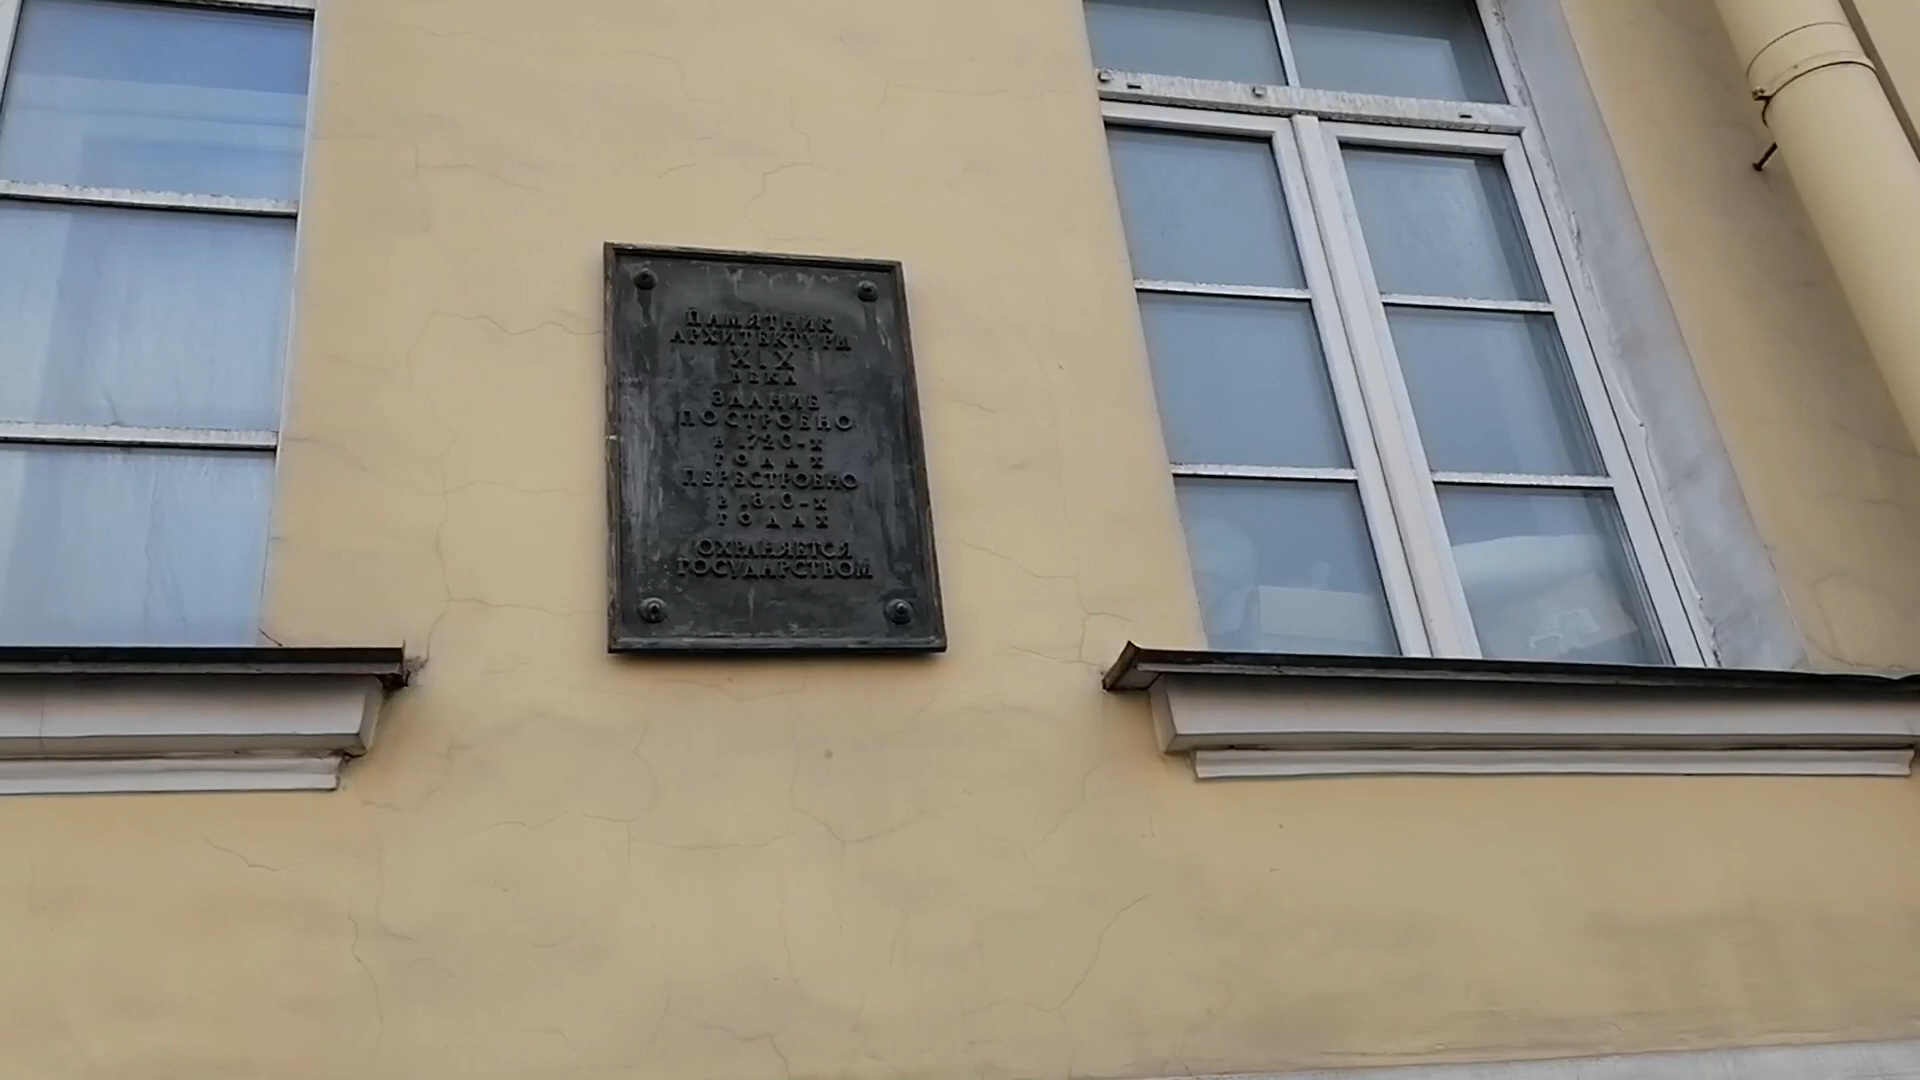 ПАМЯТНИК
АРХИТЕКТУРЫ
XIX
ВЕКА
ЗДАНИЕ
ПОСТРОЕНО
в 1720-х
ГОДАХ
ПЕРЕСТРОЕНО
в 1810-х
ГОДАХ
ОХРАНЯЕТСЯ
ГОСУДАРСТВОМ